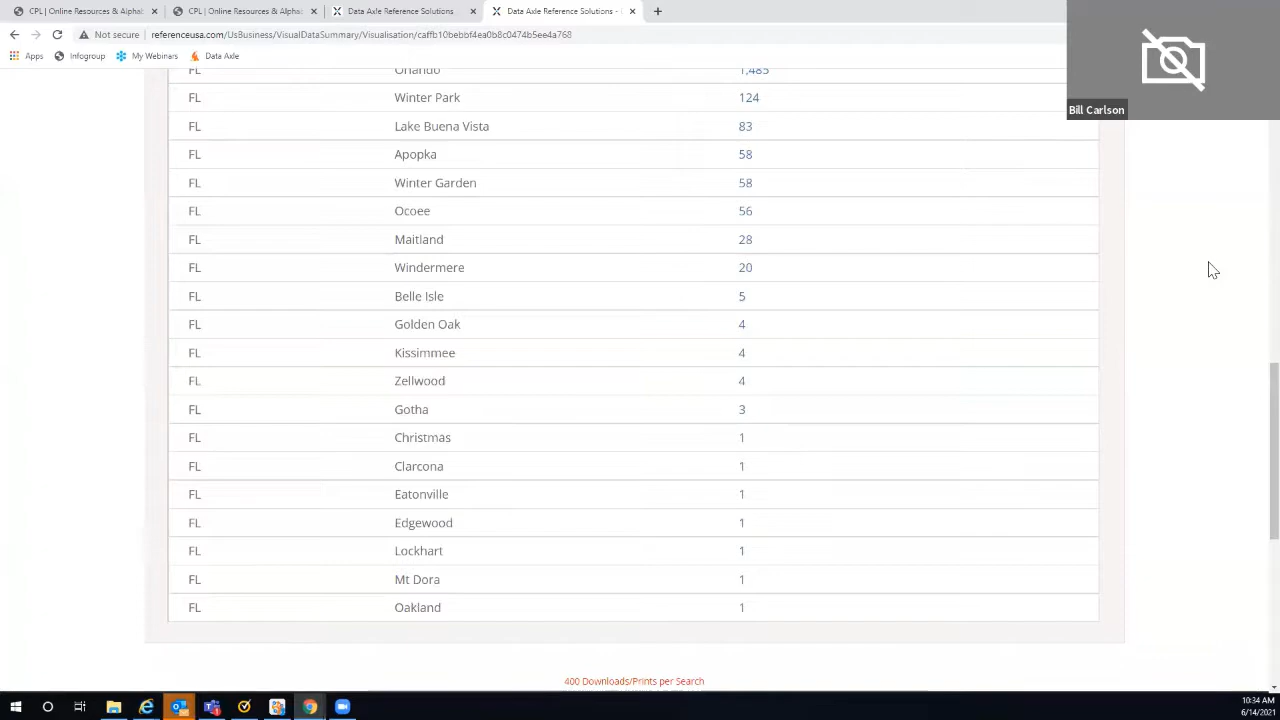 CPL | Online Resources & Alphab
CPL | Online Resources & Alphab
Data Axle Reference Solutions
Data Axle Reference Solutions -
Not secure | referenceusa.com/UsBusiness/VisualDataSummary/Visualisation/caffb10bebbf4ea0b8c0474b5ee4a768
Apps Infogroup My Webinars Data Axle
Bill Carlson
FL Orlando 1,485
FL Winter Park 124
FL Lake Buena Vista 83
FL Apopka 58
FL Winter Garden 58
FL Ocoee 56
FL Maitland 28
FL Windermere 20
FL Belle Isle 5
FL Golden Oak 4
FL Kissimmee 4
FL Zellwood 4
FL Gotha 3
FL Christmas 1
FL Clarcona 1
FL Eatonville 1
FL Edgewood 1
FL Lockhart 1
FL Mt Dora 1
FL Oakland 1
400 Downloads/Prints per Search
10:34 AM
6/14/2021